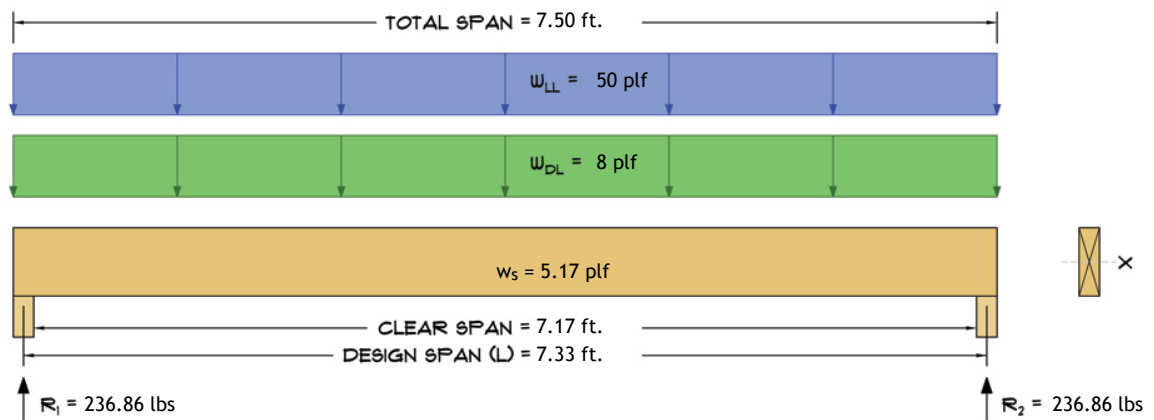 TOTAL SPAN = 7.50 ft.
wLL = 50 plf
wDL = 8 plf
ws = 5.17 plf
X
CLEAR SPAN = 7.17 ft.
DESIGN SPAN (L) = 7.33 ft.
R1 = 236.86 lbs
R2 = 236.86 lbs